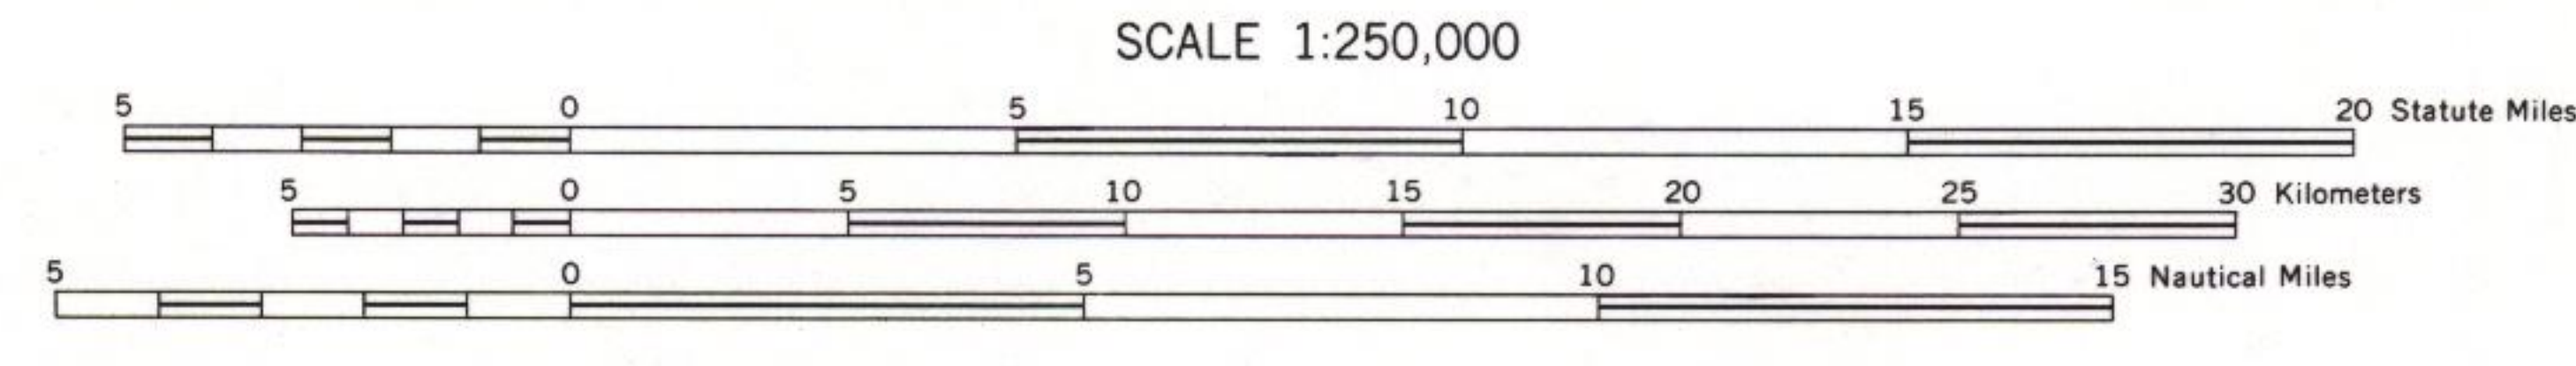 SCALE 1:250,000
5 0 5 10 15 20 Statute Miles
5 0 5 10 15 20 25 30 Kilometers
5 0 5 10 15 Nautical Miles